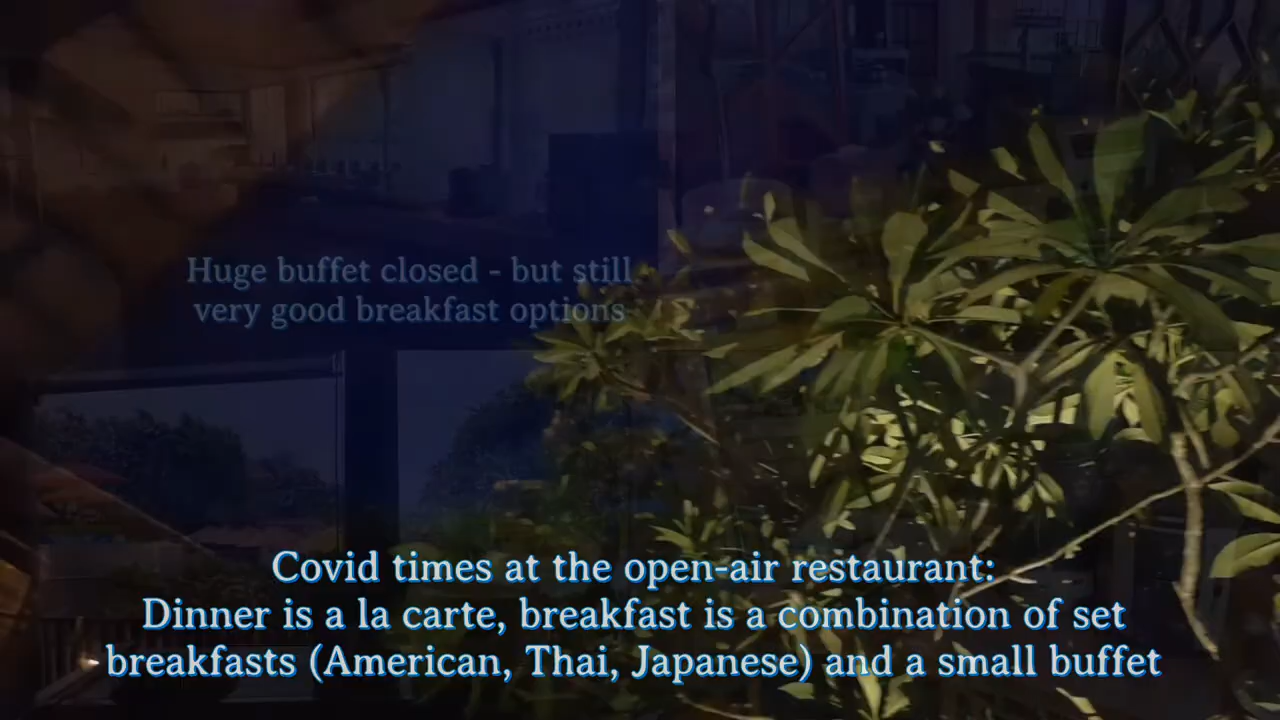 Huge buffet closed - but still
very good breakfast options
Covid times at the open-air restaurant:
Dinner is a la carte, breakfast is a combination of set
breakfasts (American, Thai, Japanese) and a small buffet